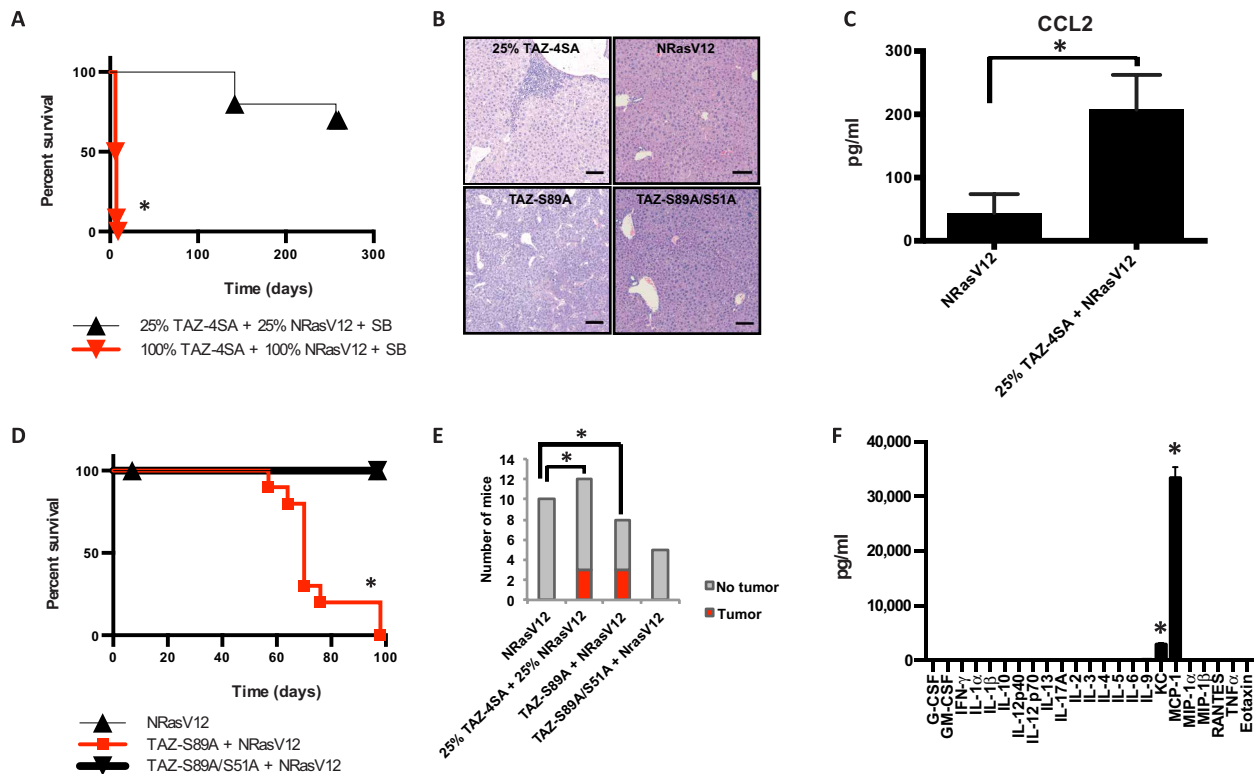 A
100
50
0
Percent survival
0
100
200
300
Time (days)
*
25% TAZ-4SA + 25% NRasV12 + SB
100% TAZ-4SA + 100% NRasV12 + SB
B
25% TAZ-4SA
NRasV12
TAZ-S89A
TAZ-S89A/S51A
C
CCL2
*
300
200
100
0
pg/ml
NRasV12
25% TAZ-4SA + NRasV12
D
100
50
0
Percent survival
0
20
40
60
80
100
Time (days)
*
NRasV12
TAZ-S89A + NRasV12
TAZ-S89A/S51A + NRasV12
E
*
*
14
12
10
8
6
4
2
0
Number of mice
NRasV12
25% TAZ-4SA + 25% NRasV12
TAZ-S89A + NRasV12
TAZ-S89A/S51A + NrasV12
No tumor
Tumor
F
40,000
30,000
20,000
10,000
0
pg/ml
*
*
G-CSF
GM-CSF
IFN-γ
IL-1α
IL-1β
IL-10
IL-12p40
IL-12 p70
IL-13
IL-17A
IL-2
IL-3
IL-4
IL-5
IL-6
IL-9
KC
MCP-1
MIP-1α
MIP-1β
RANTES
TNFα
Eotaxin